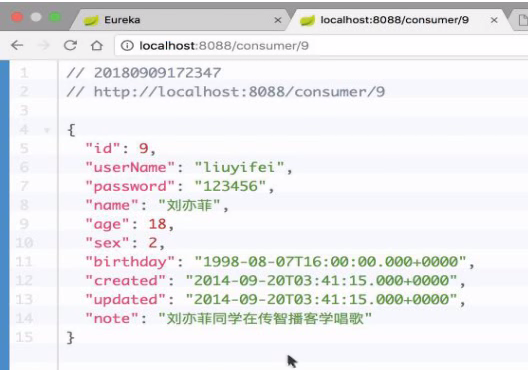 Eureka
localhost:8088/consumer/9
localhost:8088/consumer/9
1 // 20180909172347
2 // http://localhost:8088/consumer/9
3
4 {
5 "id": 9,
6 "userName": "liuyifei",
7 "password": "123456",
8 "name": "刘亦菲",
9 "age": 18,
10 "sex": 2,
11 "birthday": "1998-08-07T16:00:00.000+0000",
12 "created": "2014-09-20T03:41:15.000+0000",
13 "updated": "2014-09-20T03:41:15.000+0000",
14 "note": "刘亦菲同学在传智播客学唱歌"
15 }